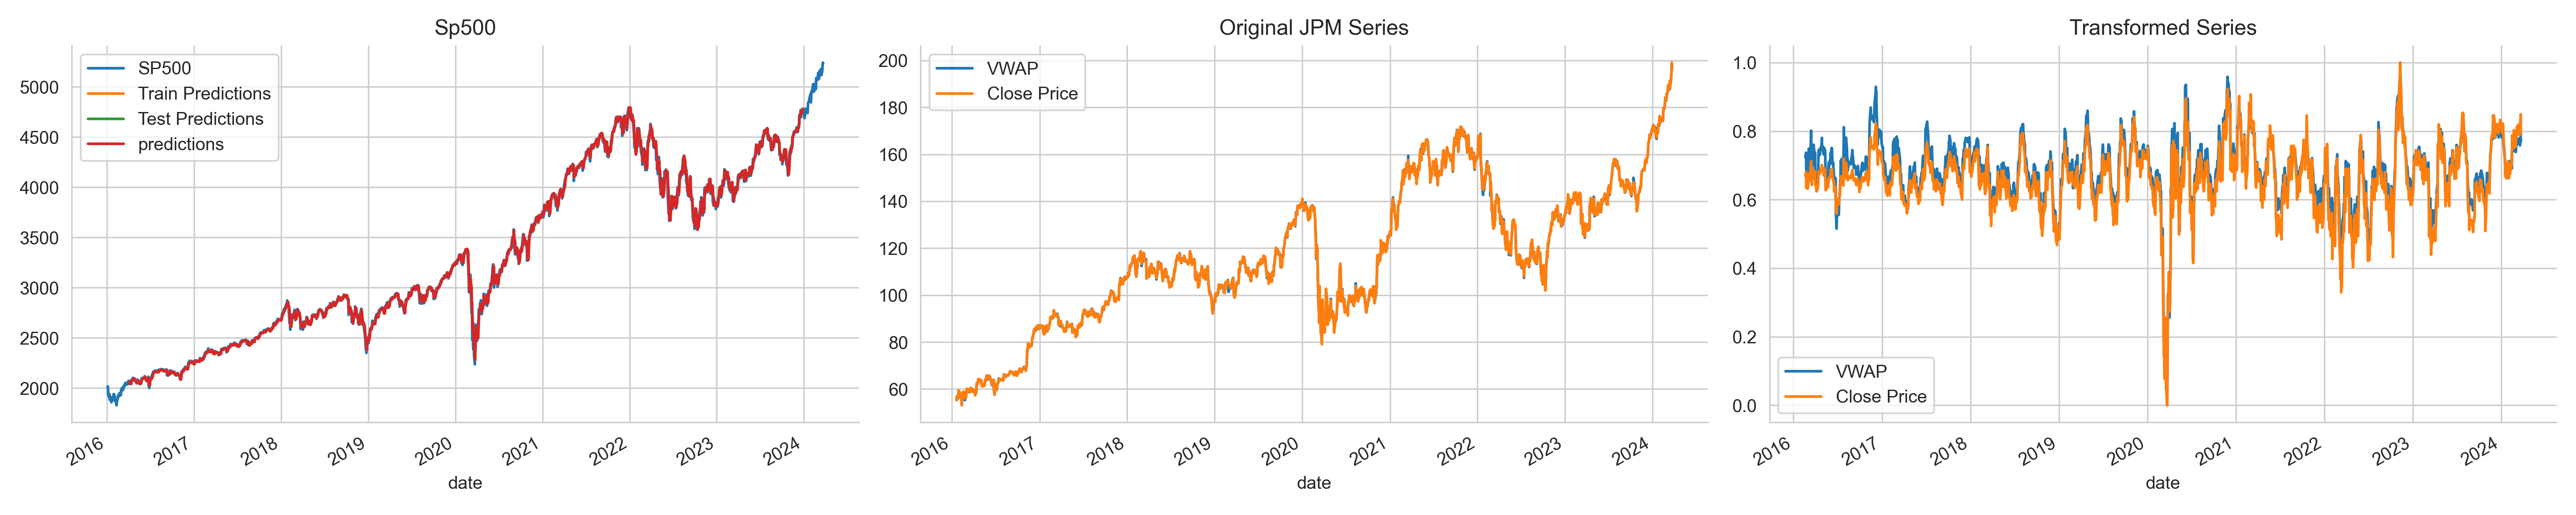 Sp500
SP500
Train Predictions
Test Predictions
predictions
5000
4500
4000
3500
3000
2500
2000
2016 2017 2018 2019 2020 2021 2022 2023 2024
date
Original JPM Series
VWAP
Close Price
200
180
160
140
120
100
80
60
2016 2017 2018 2019 2020 2021 2022 2023 2024
date
Transformed Series
1.0
0.8
0.6
0.4
0.2
0.0
VWAP
Close Price
2016 2017 2018 2019 2020 2021 2022 2023 2024
date